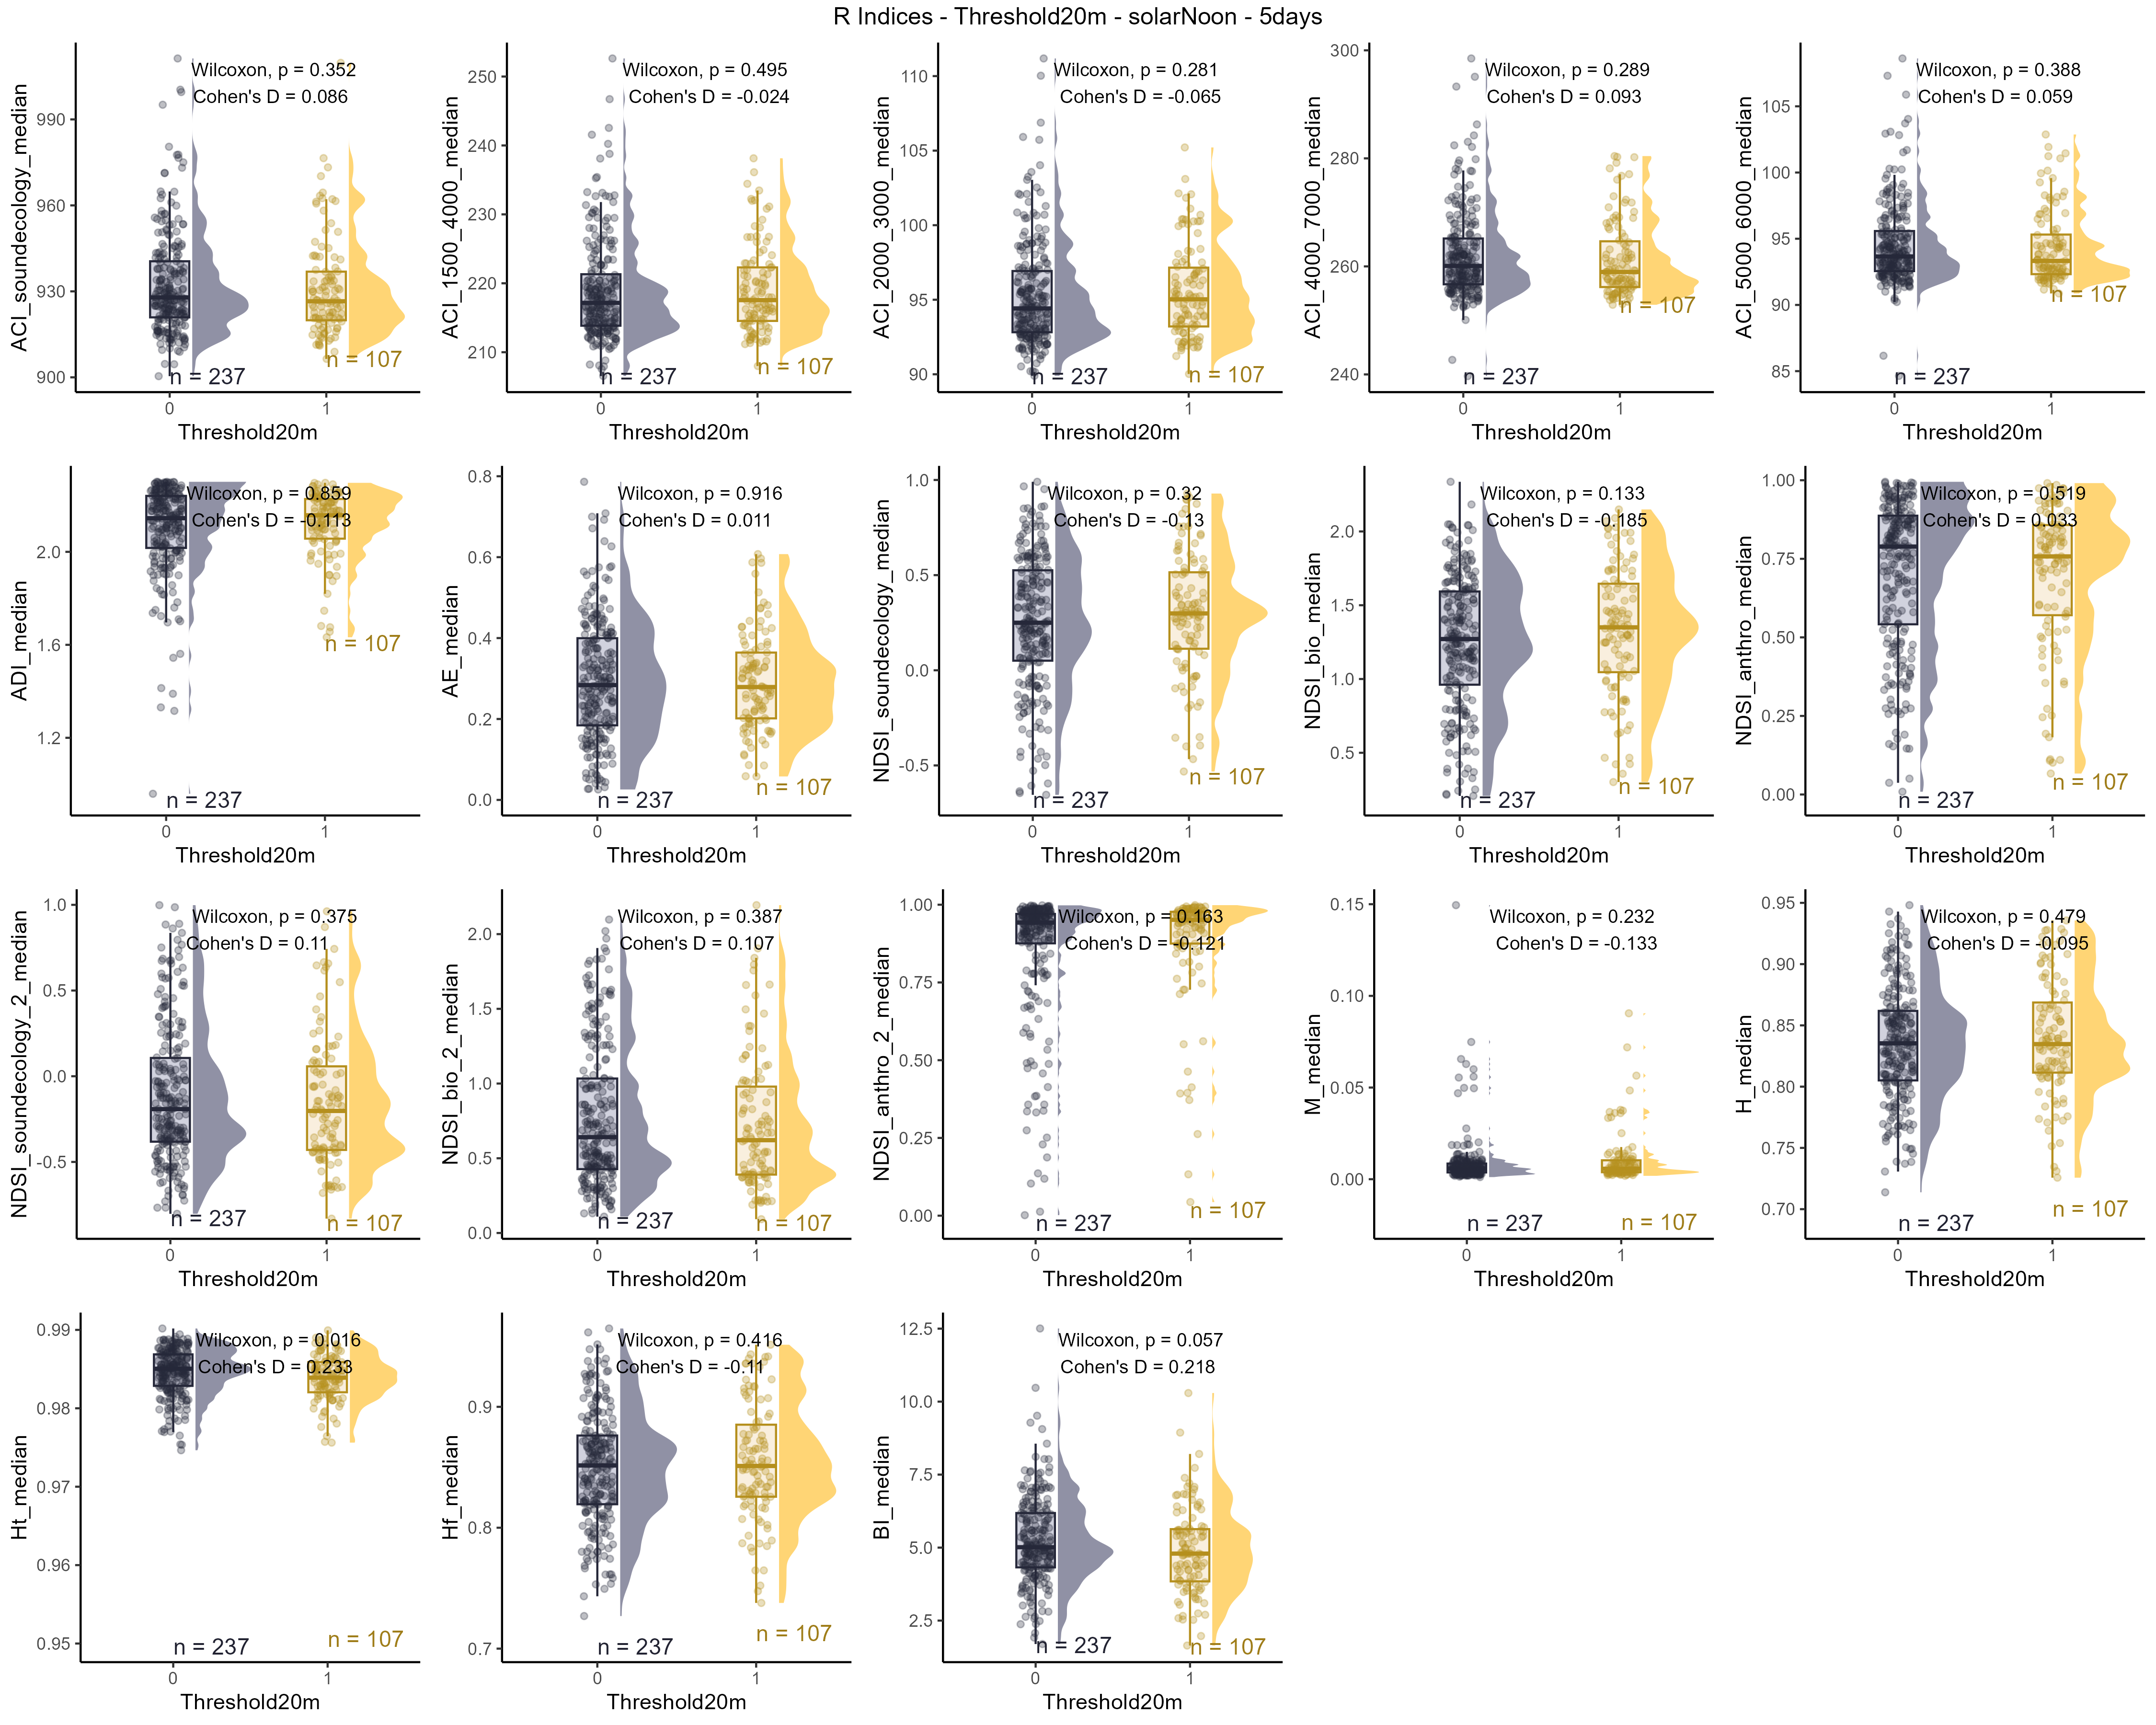 R Indices - Threshold20m - solarNoon - 5days
ACI_soundecology_median
990
960
930
900
Wilcoxon, p = 0.352
Cohen's D = 0.086
n = 237
n = 107
0
1
Threshold20m
ACI_1500_4000_median
250
240
230
220
210
Wilcoxon, p = 0.495
Cohen's D = -0.024
n = 237
n = 107
0
1
Threshold20m
ACI_2000_3000_median
110
105
100
95
90
Wilcoxon, p = 0.281
Cohen's D = -0.065
n = 237
n = 107
0
1
Threshold20m
ACI_4000_7000_median
300
280
260
240
Wilcoxon, p = 0.289
Cohen's D = 0.093
n = 237
n = 107
0
1
Threshold20m
ACI_5000_6000_median
105
100
95
90
85
Wilcoxon, p = 0.388
Cohen's D = 0.059
n = 237
n = 107
0
1
Threshold20m
ADI_median
2.0
1.6
1.2
Wilcoxon, p = 0.859
Cohen's D = -0.113
n = 237
n = 107
0
1
Threshold20m
AE_median
0.8
0.6
0.4
0.2
0.0
Wilcoxon, p = 0.916
Cohen's D = 0.011
n = 237
n = 107
0
1
Threshold20m
NDSI_soundecology_median
1.0
0.5
0.0
-0.5
Wilcoxon, p = 0.32
Cohen's D = -0.13
n = 237
n = 107
0
1
Threshold20m
NDSI_bio_median
2.0
1.5
1.0
0.5
Wilcoxon, p = 0.133
Cohen's D = -0.185
n = 237
n = 107
0
1
Threshold20m
NDSI_anthro_median
1.00
0.75
0.50
0.25
0.00
Wilcoxon, p = 0.519
Cohen's D = 0.033
n = 237
n = 107
0
1
Threshold20m
NDSI_soundecology_2_median
1.0
0.5
0.0
-0.5
Wilcoxon, p = 0.375
Cohen's D = 0.11
n = 237
n = 107
0
1
Threshold20m
NDSI_bio_2_median
2.0
1.5
1.0
0.5
0.0
Wilcoxon, p = 0.387
Cohen's D = 0.107
n = 237
n = 107
0
1
Threshold20m
NDSI_anthro_2_median
1.00
0.75
0.50
0.25
0.00
Wilcoxon, p = 0.163
Cohen's D = -0.121
n = 237
n = 107
0
1
Threshold20m
M_median
0.15
0.10
0.05
0.00
Wilcoxon, p = 0.232
Cohen's D = -0.133
n = 237
n = 107
0
1
Threshold20m
H_median
0.95
0.90
0.85
0.80
0.75
0.70
Wilcoxon, p = 0.479
Cohen's D = -0.095
n = 237
n = 107
0
1
Threshold20m
Ht_median
0.99
0.98
0.97
0.96
0.95
Wilcoxon, p = 0.016
Cohen's D = 0.233
n = 237
n = 107
0
1
Threshold20m
Hf_median
0.9
0.8
0.7
Wilcoxon, p = 0.416
Cohen's D = -0.11
n = 237
n = 107
0
1
Threshold20m
BI_median
12.5
10.0
7.5
5.0
2.5
Wilcoxon, p = 0.057
Cohen's D = 0.218
n = 237
n = 107
0
1
Threshold20m